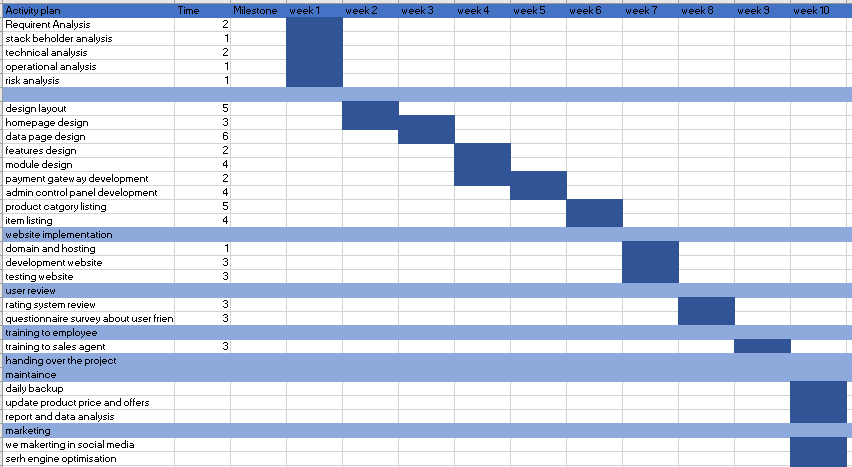 Activity plan Time Milestone week 1 week 2 week 3 week 4 week 5 week 6 week 7 week 8 week 9 week 10
Requirent Analysis 2
stack beholder analysis 1
technical analysis 2
operational analysis 1
risk analysis 1
design layout 5
homepage design 3
data page design 6
features design 2
module design 4
payment gateway development 2
admin control panel development 4
product catgory listing 5
item listing 4
website implementation
domain and hosting 1
development website 3
testing website 3
user review
rating system review 3
questionnaire survey about user frien 3
training to employee
training to sales agent 3
handing over the project
maintaince
daily backup
update product price and offers
report and data analysis
marketing
we makerting in social media
serh engine optimisation